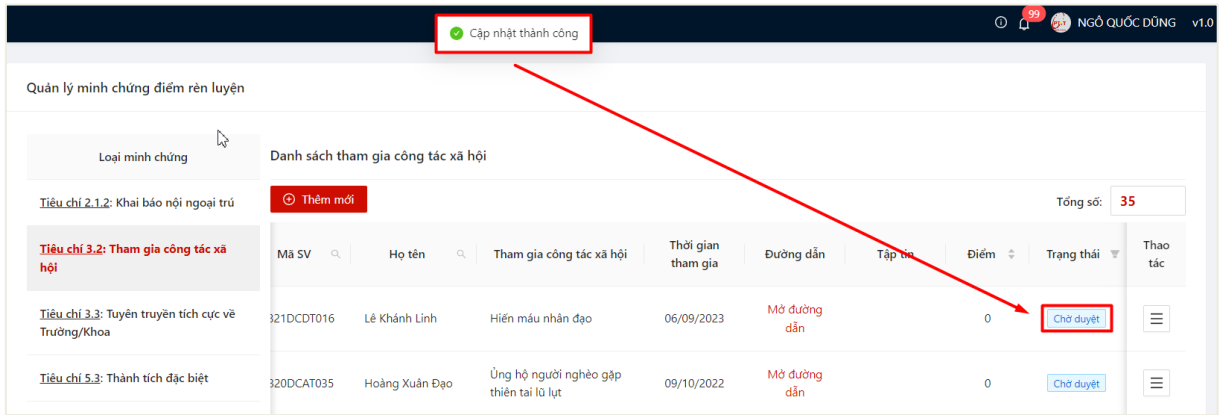 Cập nhật thành công
99
NGÔ QUỐC DŨNG v1.0
Quản lý minh chứng điểm rèn luyện
Loại minh chứng
Tiêu chí 2.1.2: Khai báo nội ngoại trú
Tiêu chí 3.2: Tham gia công tác xã
hội
Tiêu chí 3.3: Tuyên truyền tích cực về
Trường/Khoa
Tiêu chí 5.3: Thành tích đặc biệt
Danh sách tham gia công tác xã hội
Thêm mới
Tổng số: 35
Mã SV
Họ tên
Tham gia công tác xã hội
Thời gian
tham gia
Đường dẫn
Tập tin
Điểm
Trạng thái
Thao
tác
321DCDT016
Lê Khánh Linh
Hiến máu nhân đạo
06/09/2023
Mở đường
dẫn
0
Chờ duyệt
320DCAT035
Hoàng Xuân Đạo
Ủng hộ người nghèo gặp
thiên tai lũ lụt
09/10/2022
Mở đường
dẫn
0
Chờ duyệt